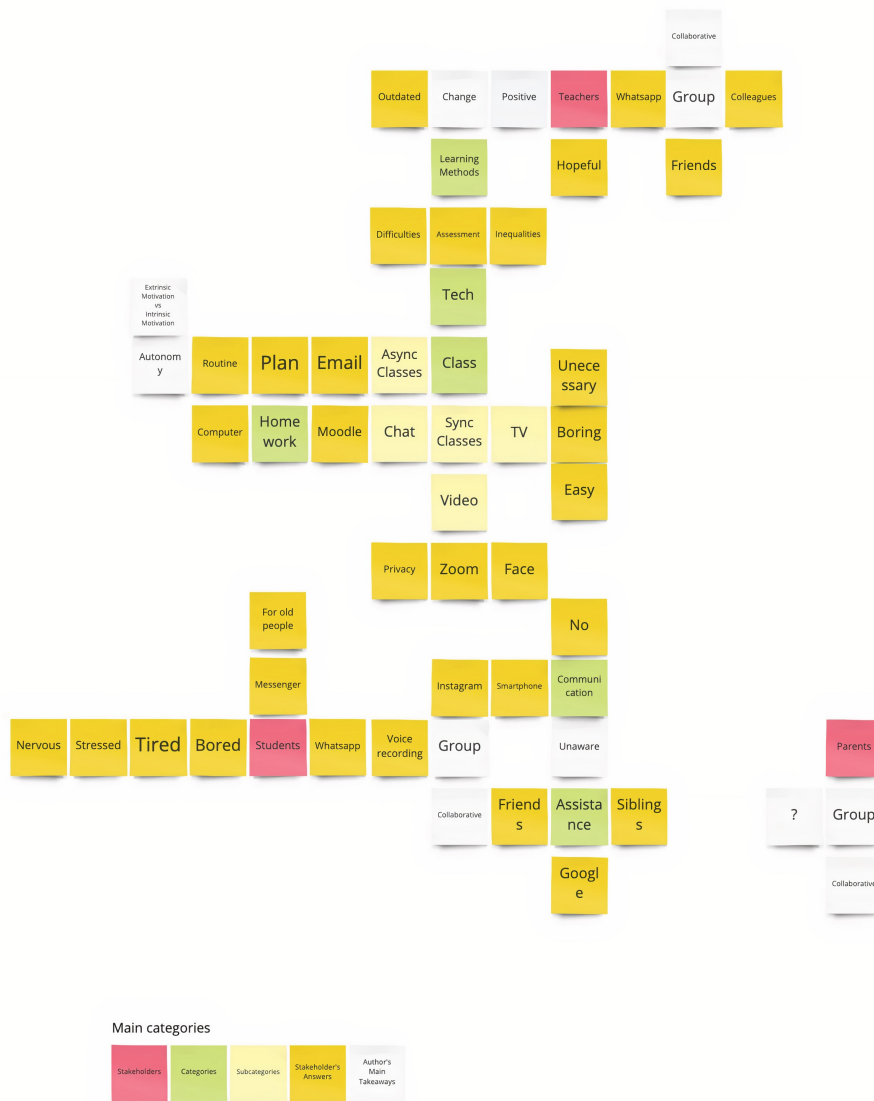 Collaborative
Outdated
Change
Positive
Teachers
Whatsapp
Group
Colleagues
Learning
Methods
Hopeful
Friends
Difficulties
Assessment
Inequalities
Tech
Extrinsic
Motivation
vs
Intrinsic
Motivation
Autonom
y
Routine
Plan
Email
Async
Classes
Class
Unece
ssary
Computer
Home
work
Moodle
Chat
Sync
Classes
TV
Boring
Video
Easy
Privacy
Zoom
Face
For old
people
No
Messenger
Instagram
Smartphone
Communi
cation
Nervous
Stressed
Tired
Bored
Students
Whatsapp
Voice
recording
Group
Unaware
Parents
Collaborative
Friend
s
Assista
nce
Sibling
s
?
Group
Googl
e
Collaborative
Main categories
Stakeholders
Categories
Subcategories
Stakeholder's
Answers
Author's
Main
Takeaways